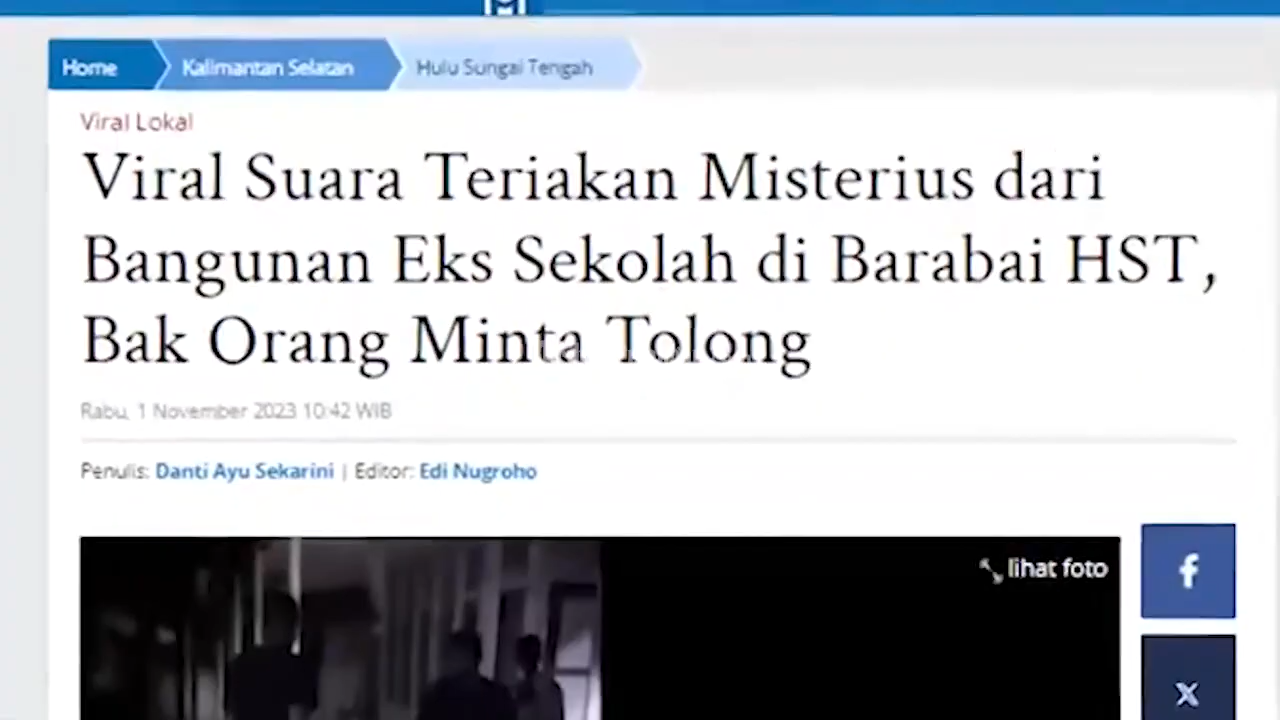 Home Kalimantan Selatan Hulu Sungai Tengah
Viral Lokal
Viral Suara Teriakan Misterius dari
Bangunan Eks Sekolah di Barabai HST,
Bak Orang Minta Tolong
Rabu, 1 November 2023 10:42 WIB
Penulis: Danti Ayu Sekarini | Editor: Edi Nugroho
lihat foto